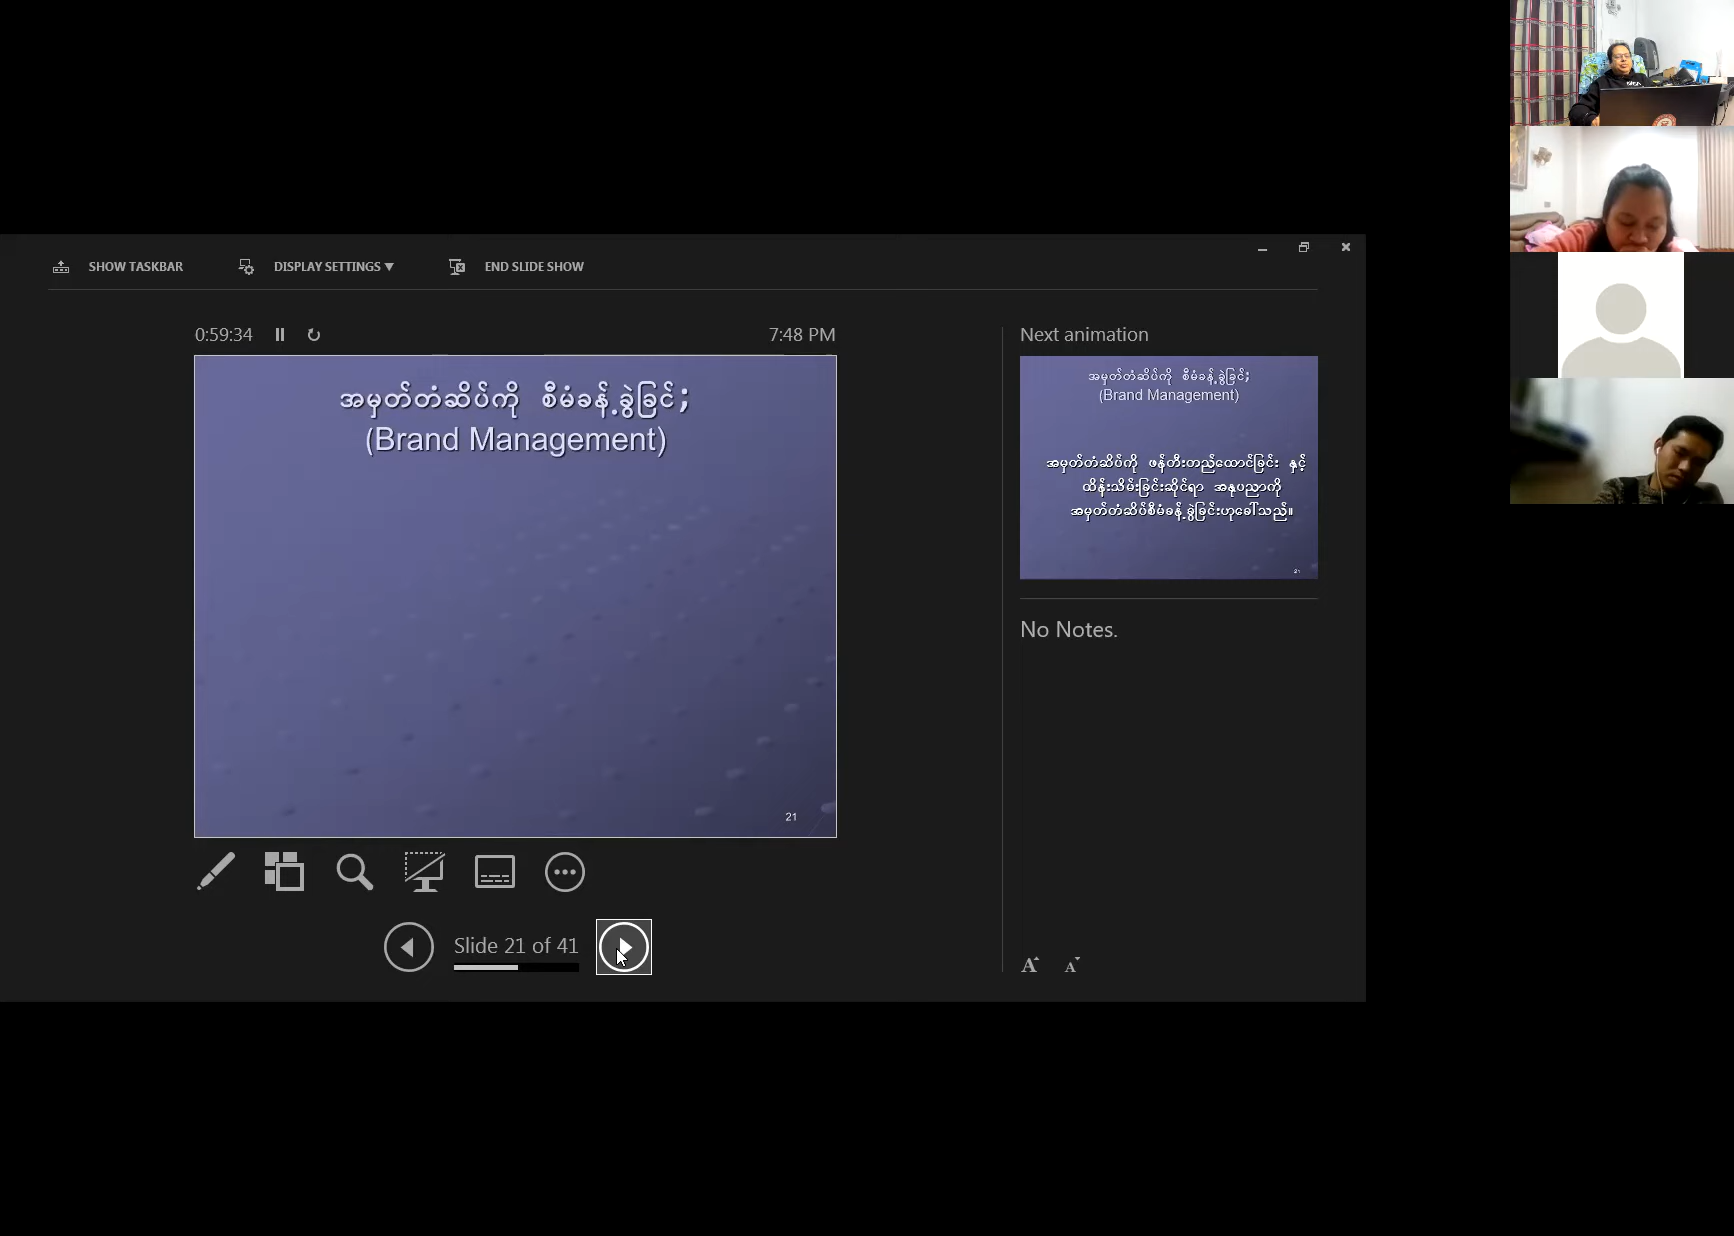 SHOW TASKBAR
DISPLAY SETTINGS ▼
END SLIDE SHOW
0:59:34
7:48 PM
အမှတ်တံဆိပ်ကို စီမံခန့်ခွဲခြင်;
(Brand Management)
21
Slide 21 of 41
Next animation
အမှတ်တံဆိပ်ကို စီမံခန့်ခွဲခြင်;
(Brand Management)
အမှတ်တံဆိပ်ကို ဖန်တီးတည်ထောင်ခြင်း နှင့်
ထိန်းသိမ်းခြင်းဆိုင်ရာ အနုပညာကို
အမှတ်တံဆိပ်စီမံခန့်ခွဲခြင်းဟုခေါ်သည်။
21
No Notes.
A A